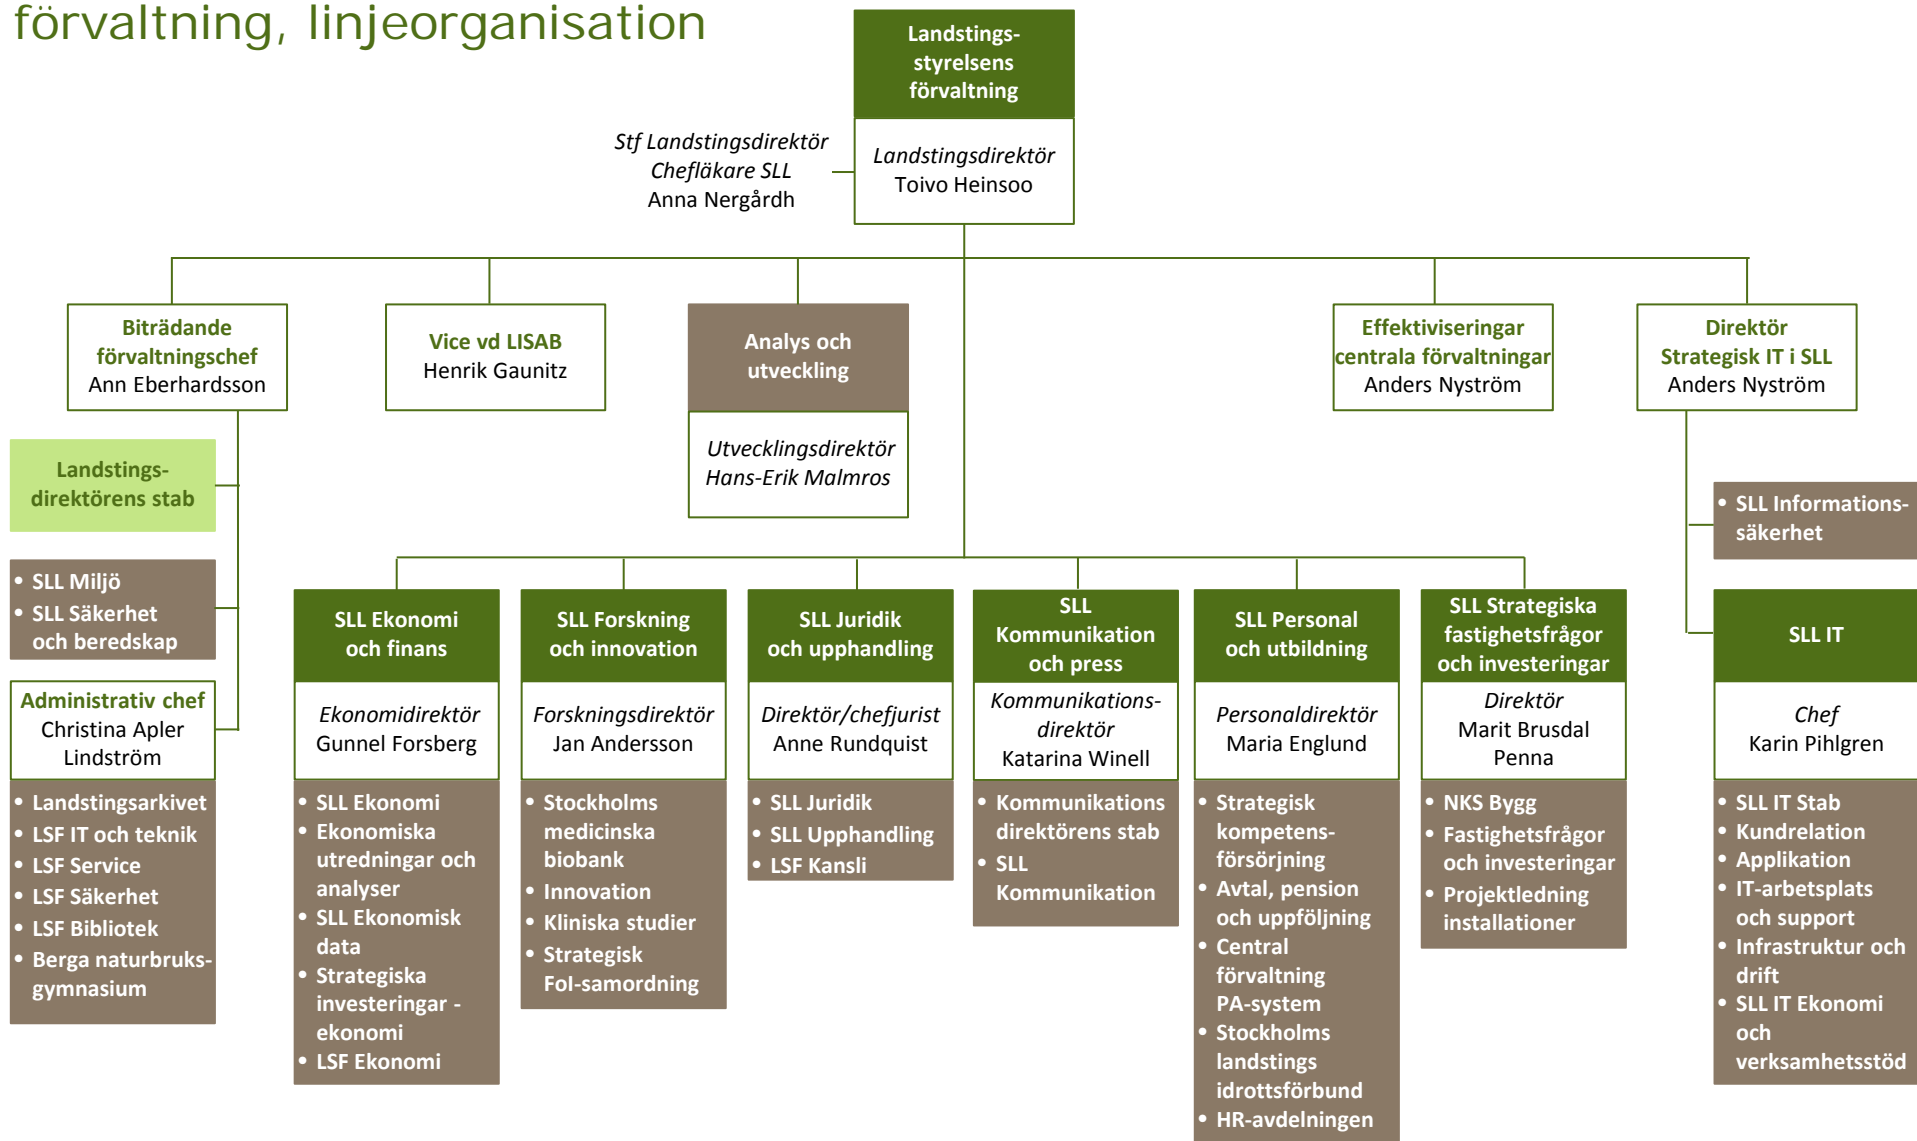 förvaltning, linjeorganisation
Landstings-
styrelsens
förvaltning
Landstingsdirektör
Toivo Heinsoo
Stf Landstingsdirektör
Chefläkare SLL
Anna Nergårdh
Biträdande
förvaltningschef
Ann Eberhardsson
Vice vd LISAB
Henrik Gaunitz
Analys och
utveckling
Utvecklingsdirektör
Hans-Erik Malmros
Effektiviseringar
centrala förvaltningar
Anders Nyström
Direktör
Strategisk IT i SLL
Anders Nyström
Landstings-
direktörens stab
• SLL Miljö
• SLL Säkerhet
och beredskap
Administrativ chef
Christina Apler
Lindström
• Landstingsarkivet
• LSF IT och teknik
• LSF Service
• LSF Säkerhet
• LSF Bibliotek
• Berga naturbruks-
gymnasium
SLL Ekonomi
och finans
Ekonomidirektör
Gunnel Forsberg
• SLL Ekonomi
• Ekonomiska
utredningar och
analyser
• SLL Ekonomisk
data
• Strategiska
investeringar -
ekonomi
• LSF Ekonomi
SLL Forskning
och innovation
Forskningsdirektör
Jan Andersson
• Stockholms
medicinska
biobank
• Innovation
• Kliniska studier
• Strategisk
FoI-samordning
SLL Juridik
och upphandling
Direktör/chefjurist
Anne Rundquist
• SLL Juridik
• SLL Upphandling
• LSF Kansli
SLL
Kommunikation
och press
Kommunikations-
direktör
Katarina Winell
• Kommunikations
direktörens stab
• SLL
Kommunikation
SLL Personal
och utbildning
Personaldirektör
Maria Englund
• Strategisk
kompetens-
försörjning
• Avtal, pension
och uppföljning
• Central
förvaltning
PA-system
• Stockholms
landstings
idrottsförbund
• HR-avdelningen
SLL Strategiska
fastighetsfrågor
och investeringar
Direktör
Marit Brusdal
Penna
• NKS Bygg
• Fastighetsfrågor
och investeringar
• Projektledning
installationer
• SLL Informations-
säkerhet
SLL IT
Chef
Karin Pihlgren
• SLL IT Stab
• Kundrelation
• Applikation
• IT-arbetsplats
och support
• Infrastruktur och
drift
• SLL IT Ekonomi
och
verksamhetsstöd